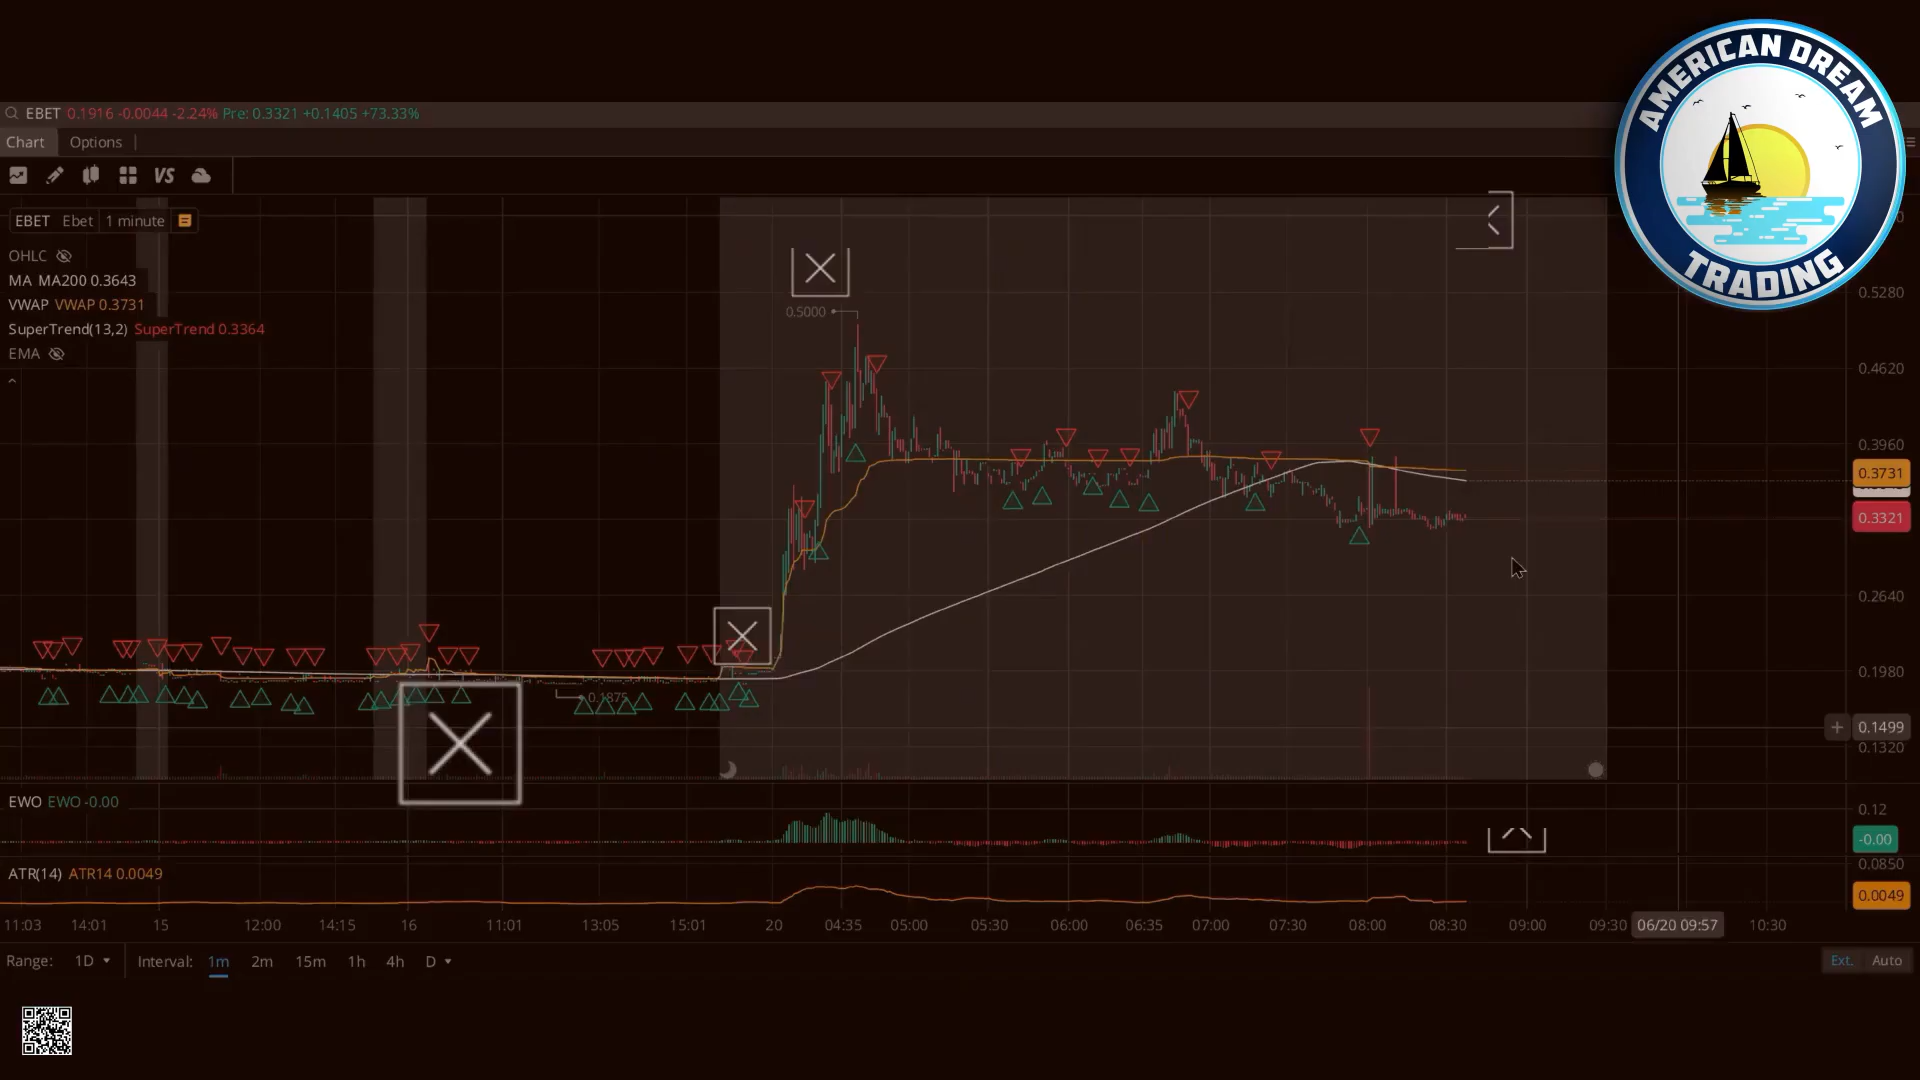 AMERICAN DREAM
TRADING
EBET 0.1916 -0.0044 -2.24% Pre: 0.3321 +0.1405 +73.33%
Chart Options
VS
EBET Ebet 1 minute
OHLC
MA MA200 0.3643
VWAP VWAP 0.3731
SuperTrend(13,2) SuperTrend 0.3364
EMA
0.5000
0.1875
0.5280
0.4620
0.3960
0.3731
0.3321
0.2640
0.1980
0.1499
0.1320
EWO EWO -0.00
0.12
-0.00
0.0850
ATR(14) ATR14 0.0049
0.0049
11:03 14:01 15 12:00 14:15 16 11:01 13:05 15:01 20 04:35 05:00 05:30 06:00 06:35 07:00 07:30 08:00 08:30 09:00 09:30 06/20 09:57 10:30
Range: 1D Interval: 1m 2m 15m 1h 4h D Ext. Auto